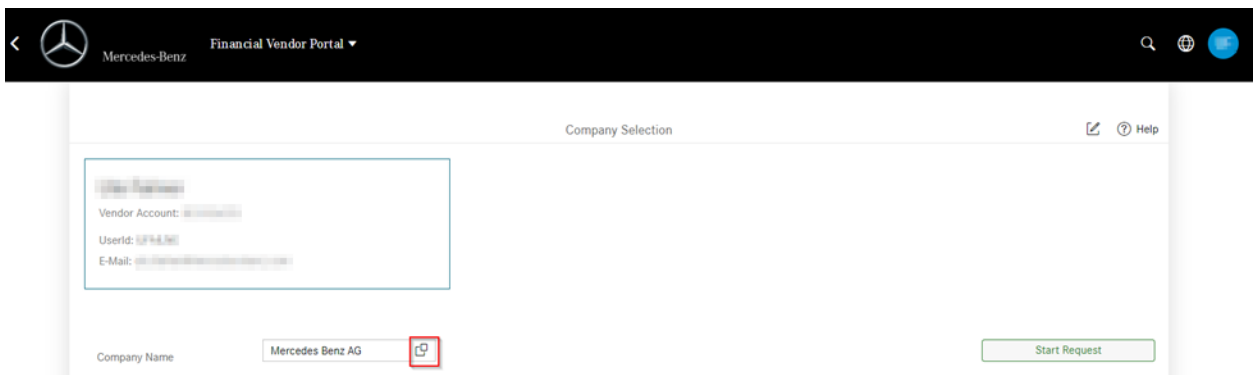 Mercedes-Benz
Financial Vendor Portal
Company Selection
Help
Vendor Account:
UserId:
E-Mail:
Company Name
Mercedes Benz AG
Start Request